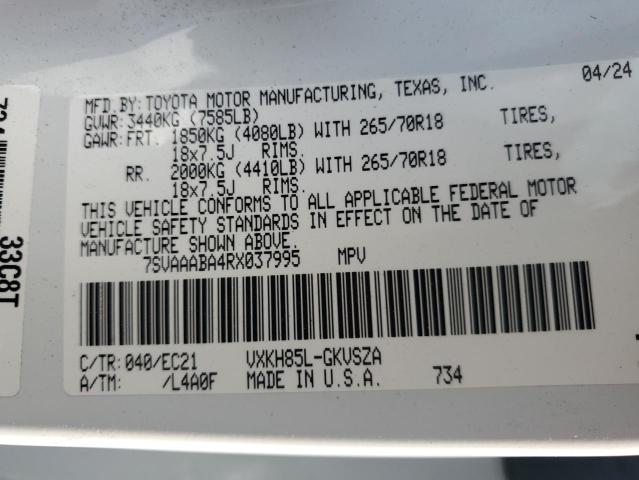 04/24
MFD.BY:TOYOTA MOTOR MANUFACTURING, TEXAS, INC.
GVWR:3440KG (7585LB)
GAWR:FRT. 1850KG (4080LB) WITH 265/70R18 TIRES,
18x7.5J RIMS.
RR. 2000KG (4410LB) WITH 265/70R18 TIRES,
18x7.5J RIMS.
THIS VEHICLE CONFORMS TO ALL APPLICABLE FEDERAL MOTOR
VEHICLE SAFETY STANDARDS IN EFFECT ON THE DATE OF
MANUFACTURE SHOWN ABOVE.
7SVAAABA4RX037995 MPV
C/TR:040/EC21 VXKH85L-GKVSZA
A/TM: /L4A0F MADE IN U.S.A. 734
33C8T